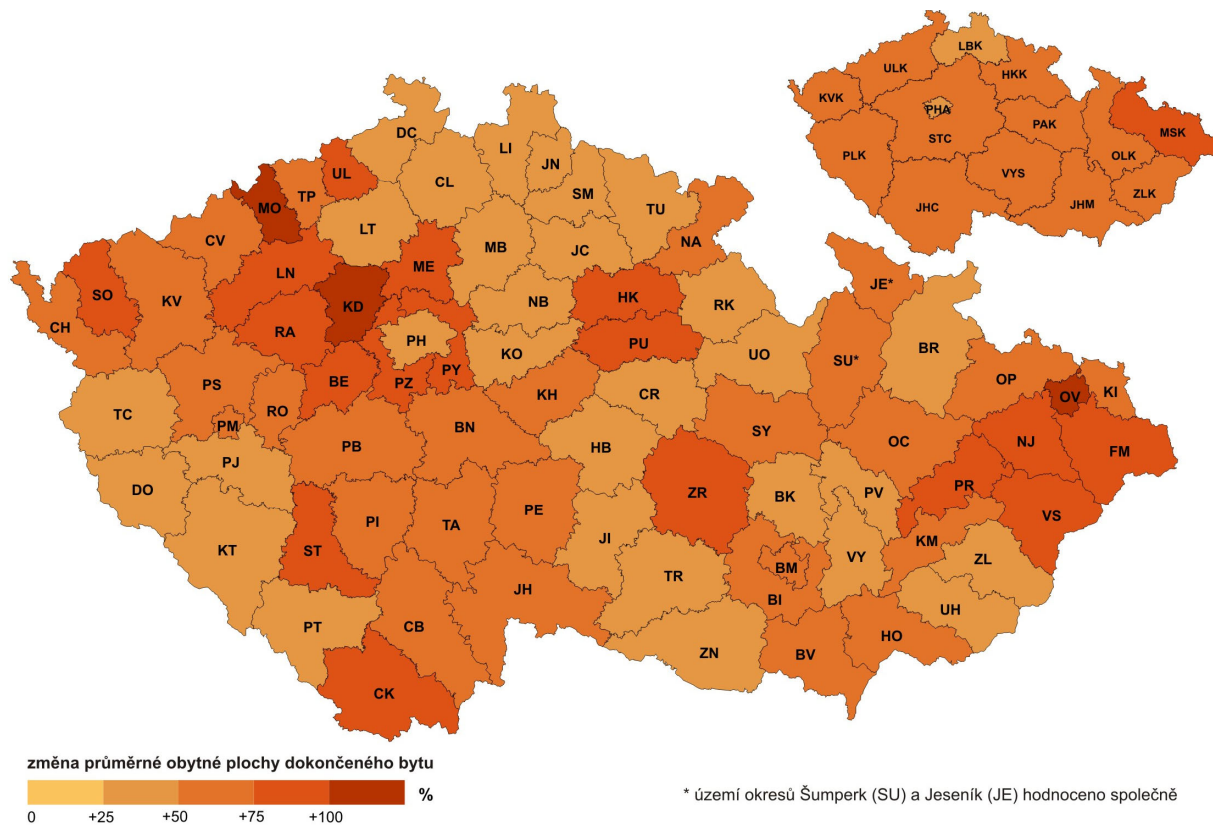 LBK
ULK
HKK
KVK
PHA
PAK
MSK
STC
PLK
OLK
VYS
ZLK
JHC
JHM
DC
LI
JN
UL
CL
SM
TP
MO
TU
LT
CV
MB
JC
NA
LN
ME
SO
KV
NB
HK
RK
JE*
KD
CH
RA
PH
KO
PU
UO
SU*
BR
BE
PZ
PY
OP
OV
KI
PS
RO
KH
CR
TC
PM
BN
SY
OC
NJ
FM
PB
HB
PJ
DO
ZR
BK
PV
PR
VS
PE
PI
TA
ST
KT
JI
KM
VY
ZL
BM
TR
JH
BI
UH
PT
CB
HO
ZN
BV
CK
změna průměrné obytné plochy dokončeného bytu
%
0 +25 +50 +75 +100
* území okresů Šumperk (SU) a Jeseník (JE) hodnoceno společně